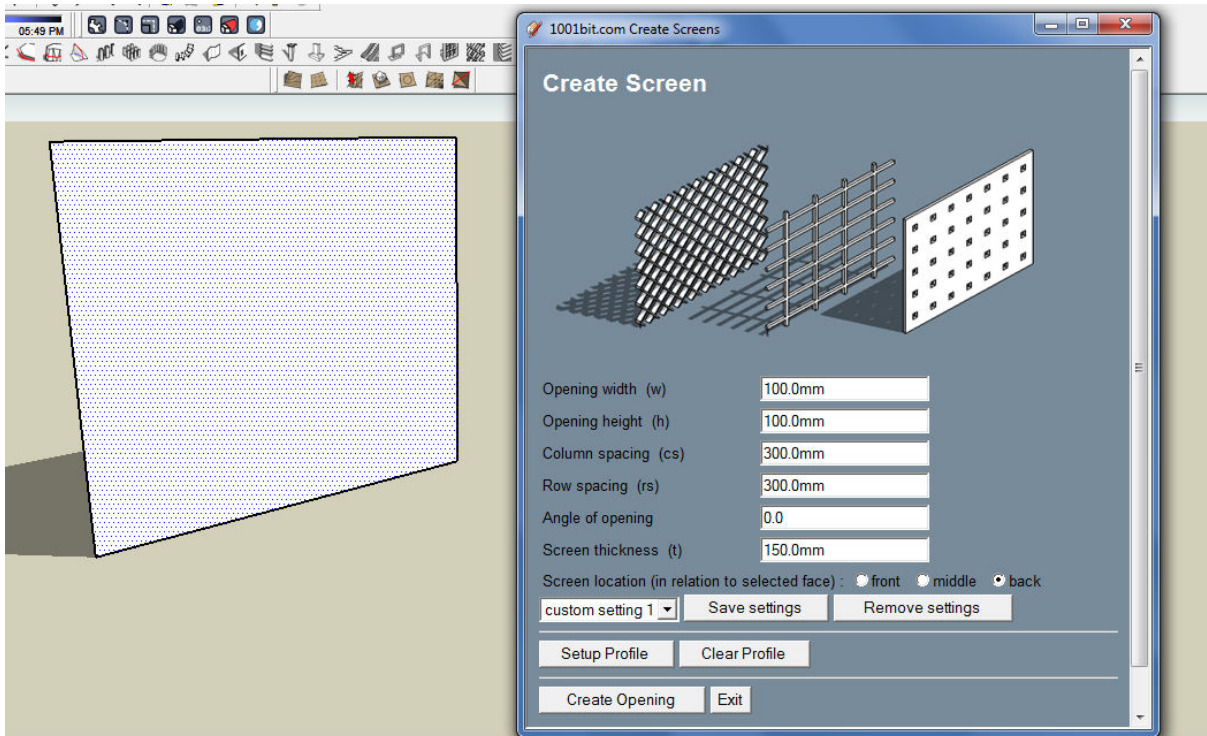 05:49 PM
1001bit.com Create Screens
Create Screen
Opening width (w) 100.0mm
Opening height (h) 100.0mm
Column spacing (cs) 300.0mm
Row spacing (rs) 300.0mm
Angle of opening 0.0
Screen thickness (t) 150.0mm
Screen location (in relation to selected face) : front middle back
custom setting 1 Save settings Remove settings
Setup Profile Clear Profile
Create Opening Exit